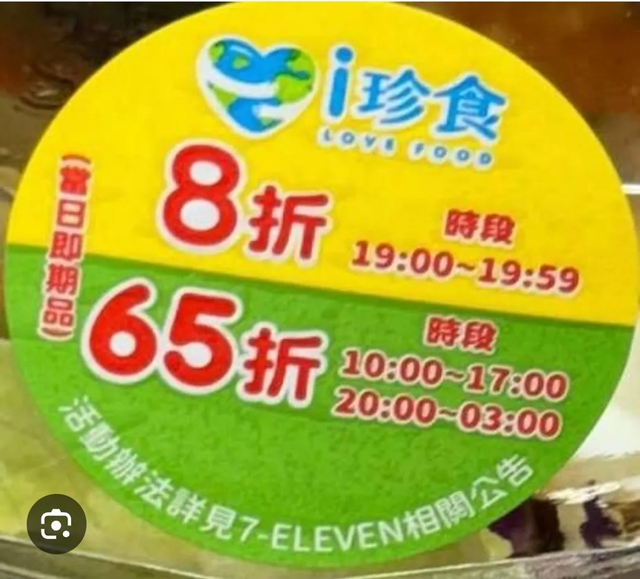 i珍食
LOVE FOOD
(當日即期品)
8折
時段
19:00~19:59
65折
時段
10:00~17:00
20:00~03:00
活動辦法詳見7-ELEVEN相關公告